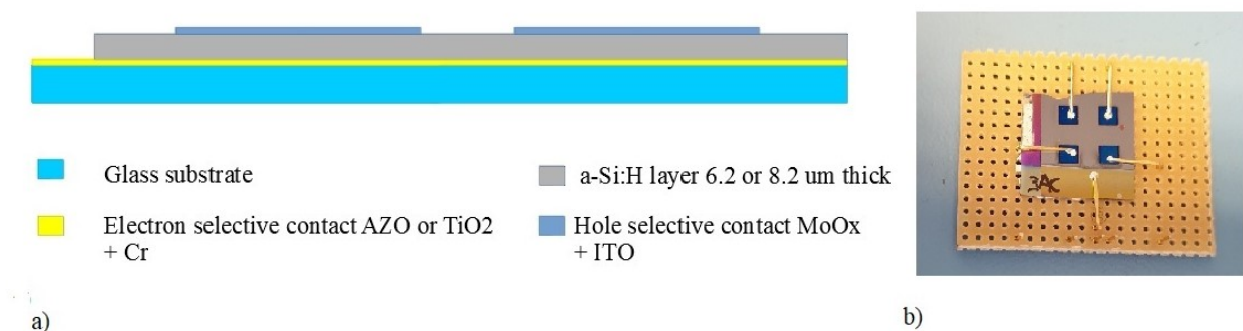 Glass substrate
a-Si:H layer 6.2 or 8.2 um thick
Electron selective contact AZO or TiO2
+ Cr
Hole selective contact MoOx
+ ITO
3AC
a)
b)